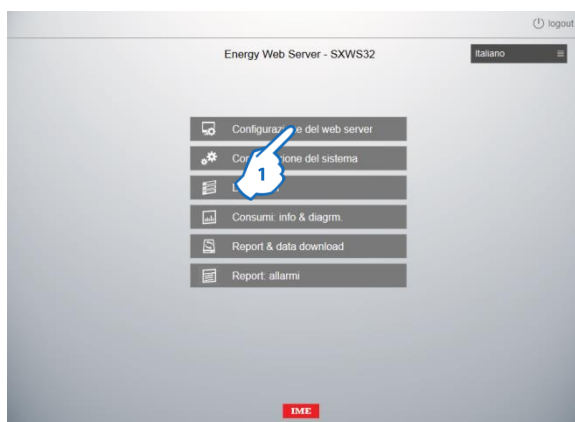 logout
Energy Web Server - SXWS32
Italiano
Configurazione del web server
del sistema
1
Consumi: info & diagrm.
Report & data download
Report: allarmi
IME